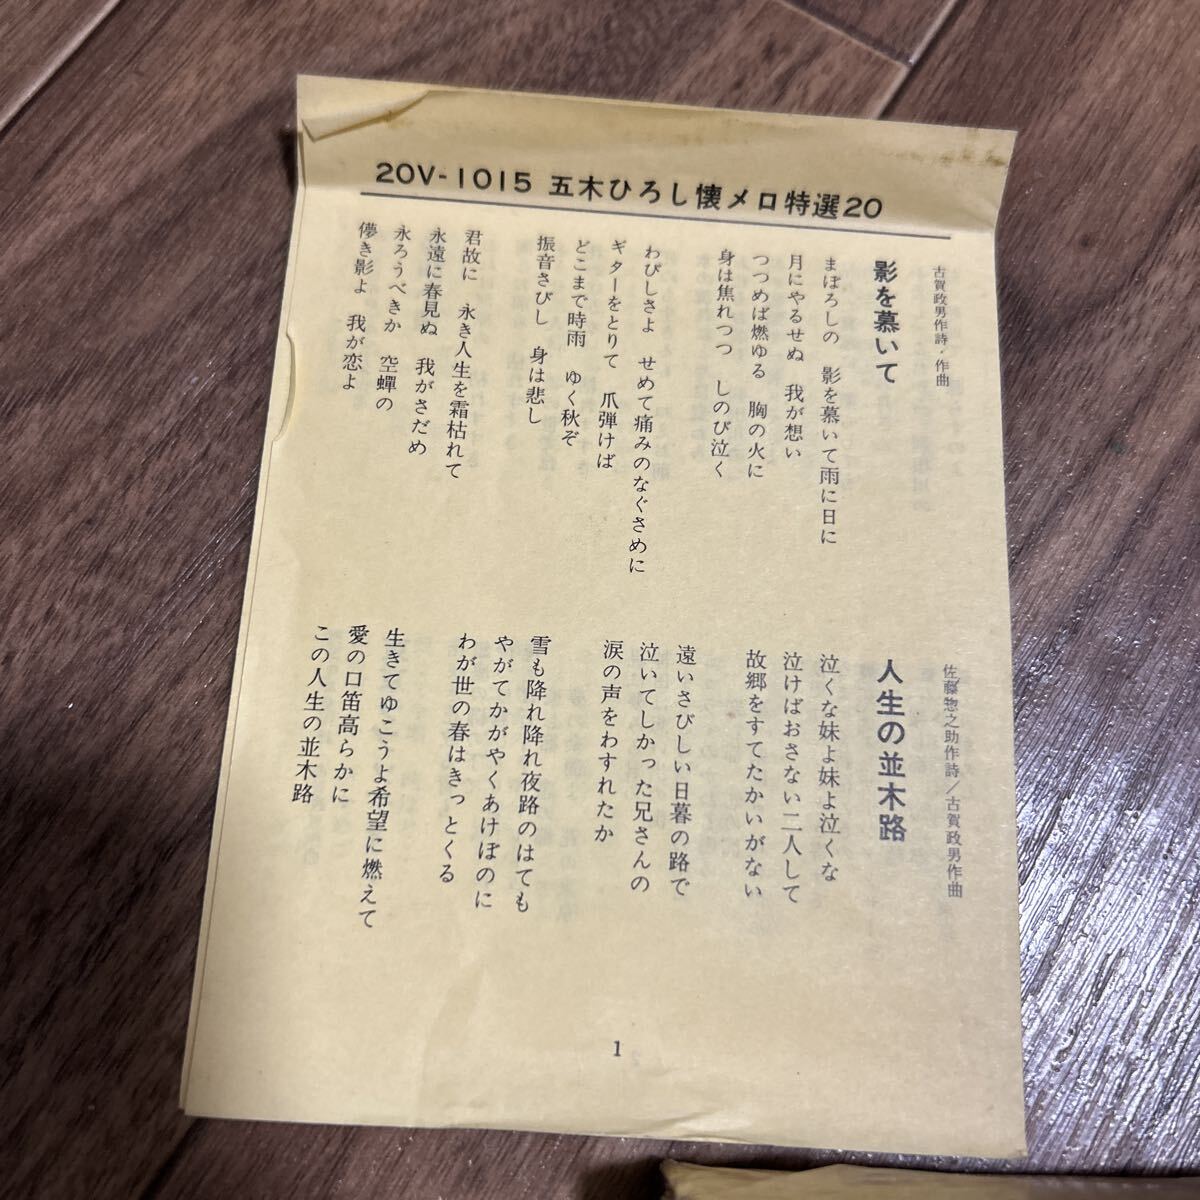 20V-1015 五木ひろし懐メロ特選20
古賀政男作詩・作曲
影を慕いて
まぼろしの 影を慕いて雨に日に
月にやるせぬ 我が想い
つつめば燃ゆる 胸の火に
身は焦れつつ しのび泣く
わびしさよ せめて痛みのなぐさめに
ギターをとりて 爪弾けば
どこまで時雨 ゆく秋ぞ
振音さびし 身は悲し
君故に 永き人生を霜枯れて
永遠に春見ぬ 我がさだめ
永ろうべきか 空蟬の
儚き影よ 我が恋よ
佐藤惣之助作詩/古賀政男作曲
人生の並木路
泣くな妹よ妹よ泣くな
泣けばおさない二人して
故郷をすてたかいがない
遠いさびしい日暮の路で
泣いてしかった兄さんの
涙の声をわすれたか
雪も降れ降れ夜路のはても
やがてかがやくあけぼのに
わが世の春はきっとくる
生きてゆこうよ希望に燃えて
愛の口笛高らかに
この人生の並木路
1